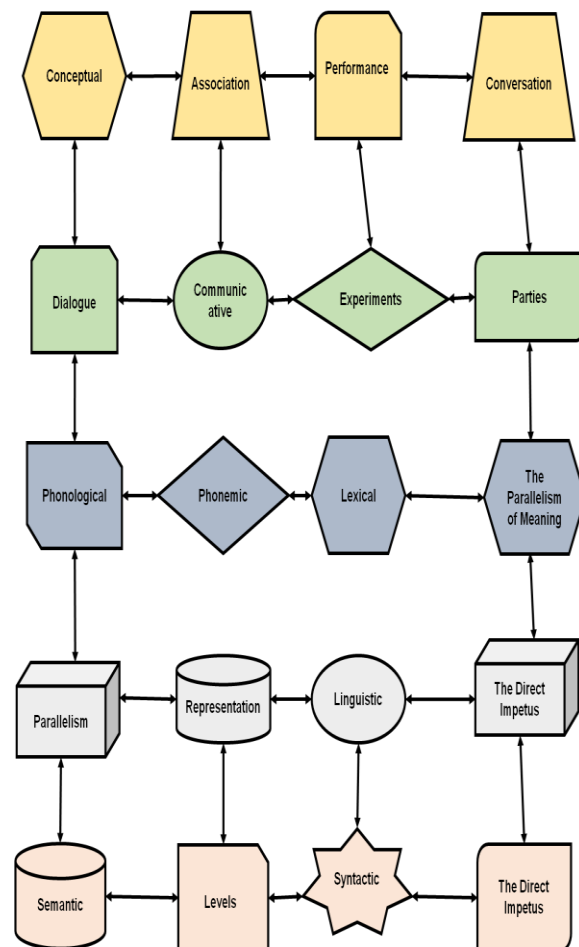 Conceptual
Association
Performance
Conversation
Dialogue
Communic
ative
Experiments
Parties
Phonological
Phonemic
Lexical
The
Parallelism
of Meaning
Parallelism
Representation
Linguistic
The Direct
Impetus
Semantic
Levels
Syntactic
The Direct
Impetus